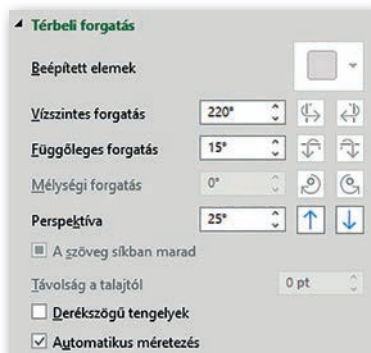 Térbeli forgatás
Beépített elemek
Vízszintes forgatás 220°
Függőleges forgatás 15°
Mélységi forgatás 0°
Perspektíva 25°
A szöveg síkban marad
Távolság a talajtól 0 pt
Derékszögű tengelyek
Automatikus méretezés